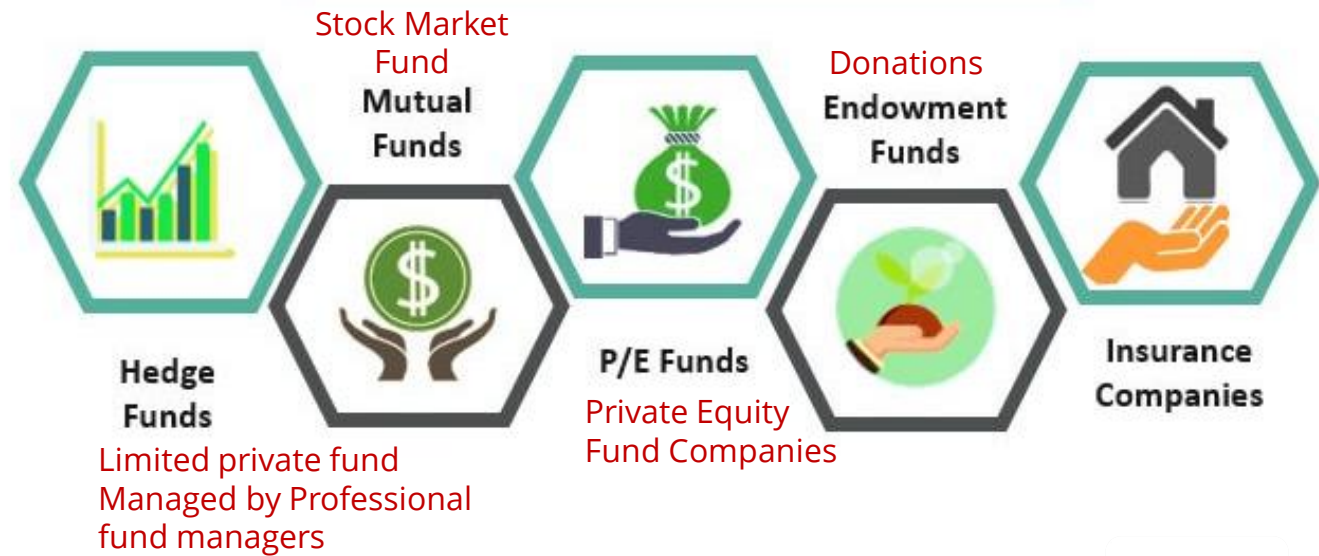 Hedge
Funds
Limited private fund
Managed by Professional
fund managers
Stock Market
Fund
Mutual
Funds
$
$
P/E Funds
Private Equity
Fund Companies
Donations
Endowment
Funds
Insurance
Companies